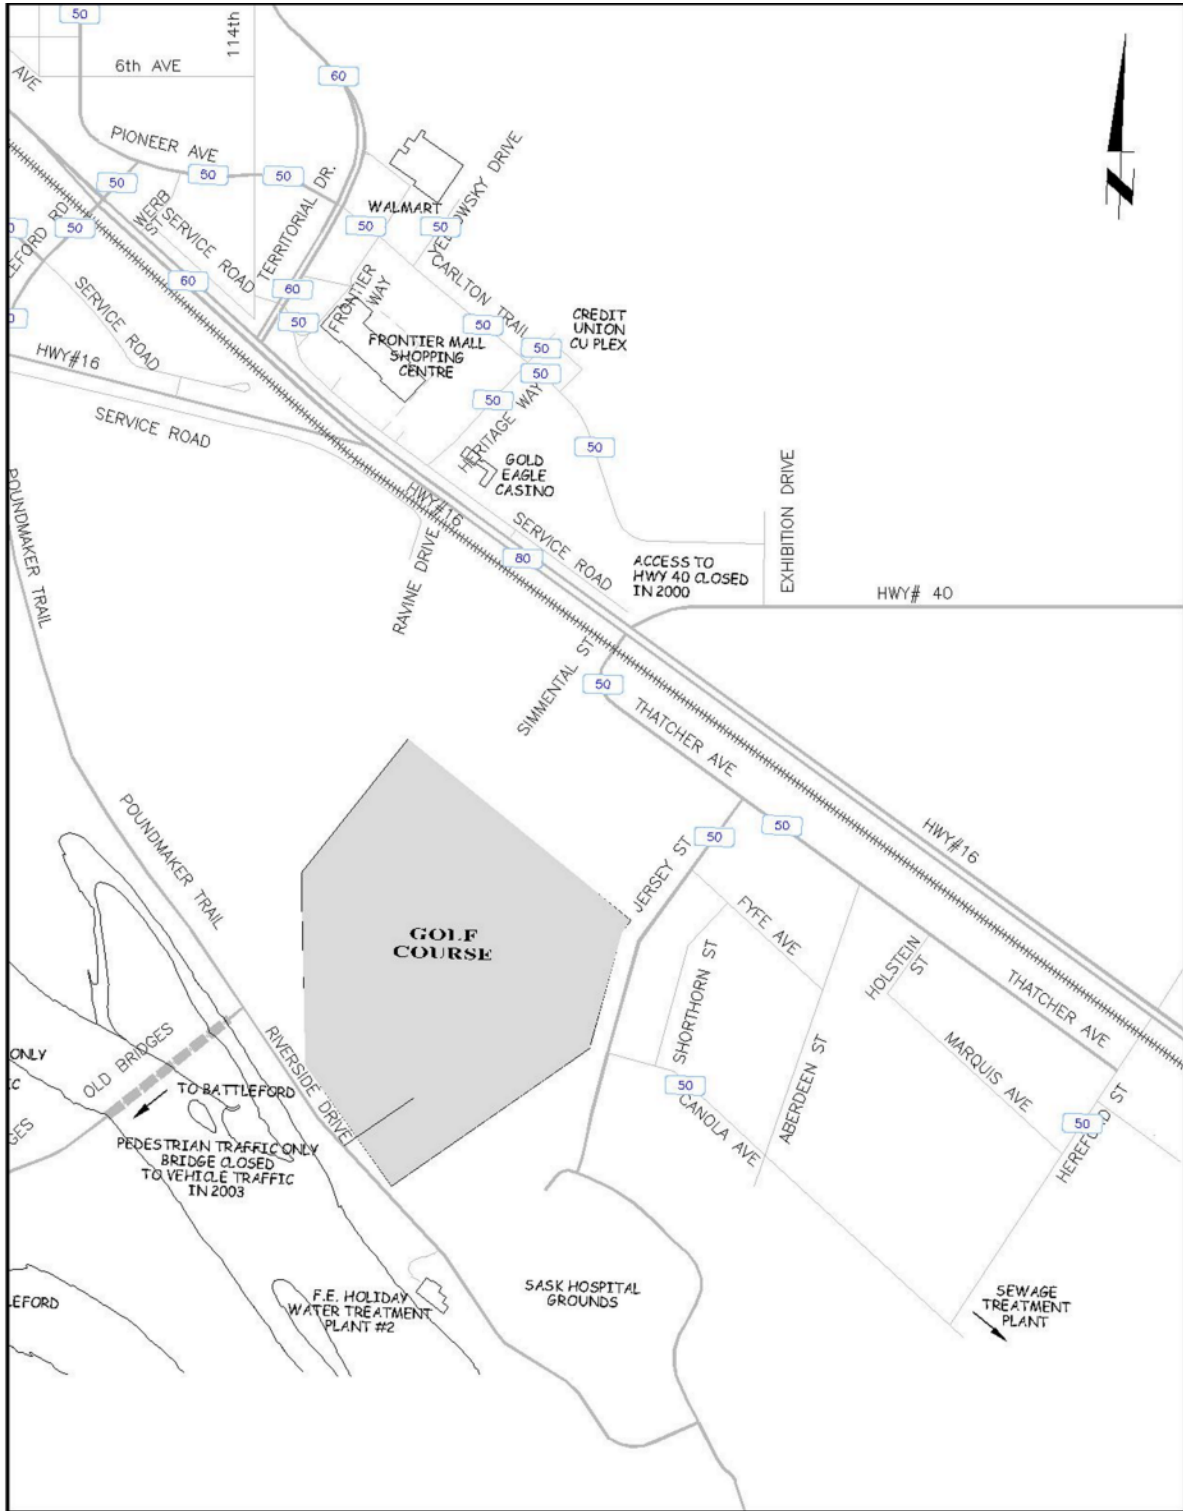 50
114th
6th AVE
AVE
60
PIONEER AVE
50
50
50
WERB
ST
SERVICE ROAD
TERRITORIAL DR.
WALMART
YELLOWSKY DRIVE
50
50
50
60
60
50
SERVICE ROAD
FRONTIER
WAY
CARLTON TRAIL
50
CREDIT
UNION
CU PLEX
50
50
50
FRONTIER MALL
SHOPPING
CENTRE
HWY#16
SERVICE ROAD
HERITAGE WAY
GOLD
EAGLE
CASINO
50
HWY#16
SERVICE ROAD
80
RAVINE DRIVE
EXHIBITION DRIVE
ACCESS TO
HWY 40 CLOSED
IN 2000
HWY# 40
POUNDMAKER TRAIL
SIMMENTAL ST
50
THATCHER AVE
POUNDMAKER TRAIL
50
50
HWY#16
JERSEY ST
FYFE AVE
GOLF
COURSE
SHORTHORN ST
HOLSTEIN
ST
THATCHER AVE
ABERDEEN ST
MARQUIS AVE
ONLY
OLD BRIDGES
RIVERSIDE DRIVE
TO BATTLEFORD
50
CANOLA AVE
50
HEREFORD ST
PEDESTRIAN TRAFFIC ONLY
BRIDGE CLOSED
TO VEHICLE TRAFFIC
IN 2003
F.E. HOLIDAY
WATER TREATMENT
PLANT #2
SASK HOSPITAL
GROUNDS
SEWAGE
TREATMENT
PLANT